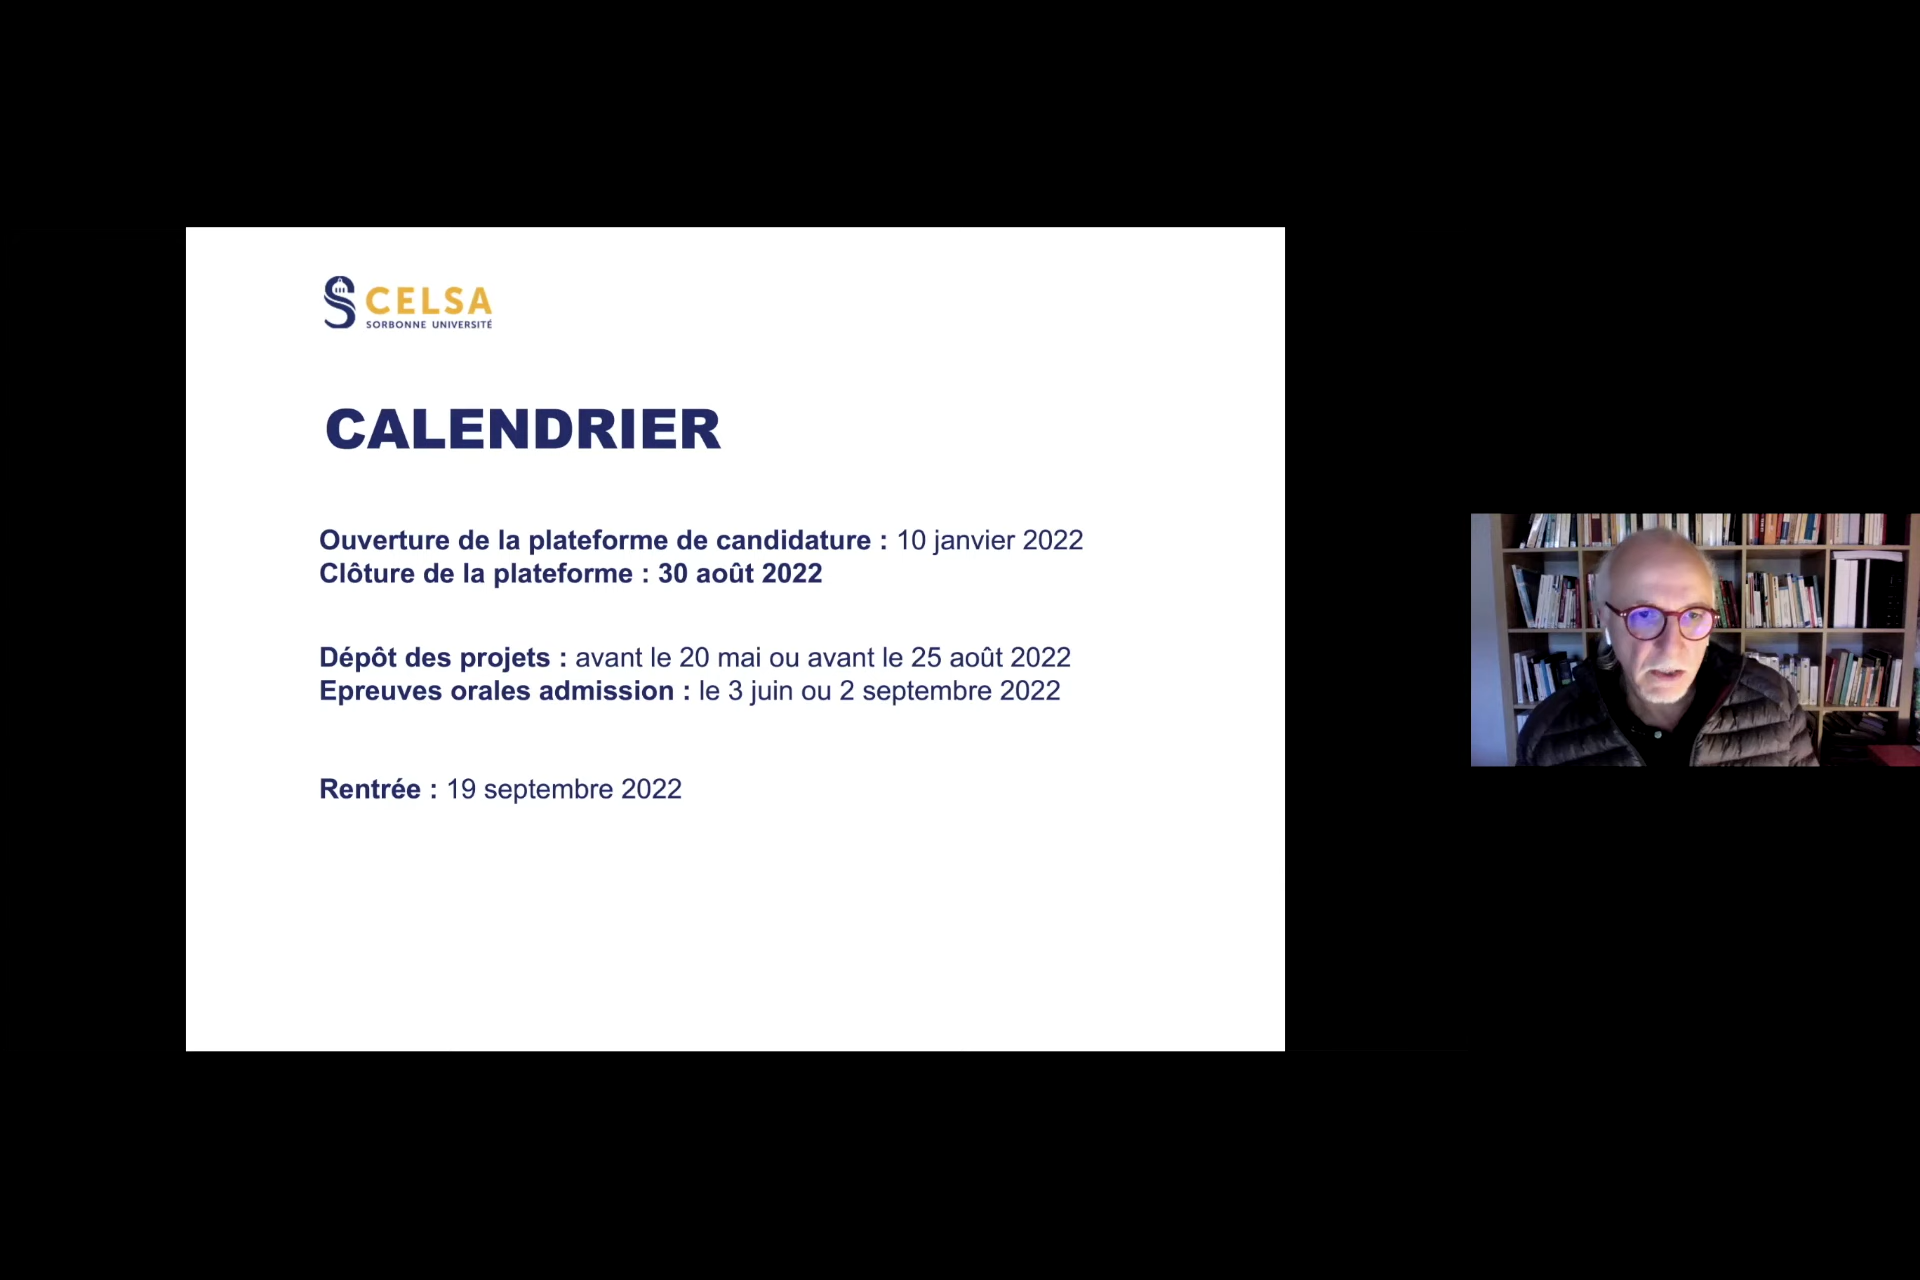 CELSA
SORBONNE UNIVERSITÉ
CALENDRIER
Ouverture de la plateforme de candidature : 10 janvier 2022
Clôture de la plateforme : 30 août 2022
Dépôt des projets : avant le 20 mai ou avant le 25 août 2022
Epreuves orales admission : le 3 juin ou 2 septembre 2022
Rentrée : 19 septembre 2022